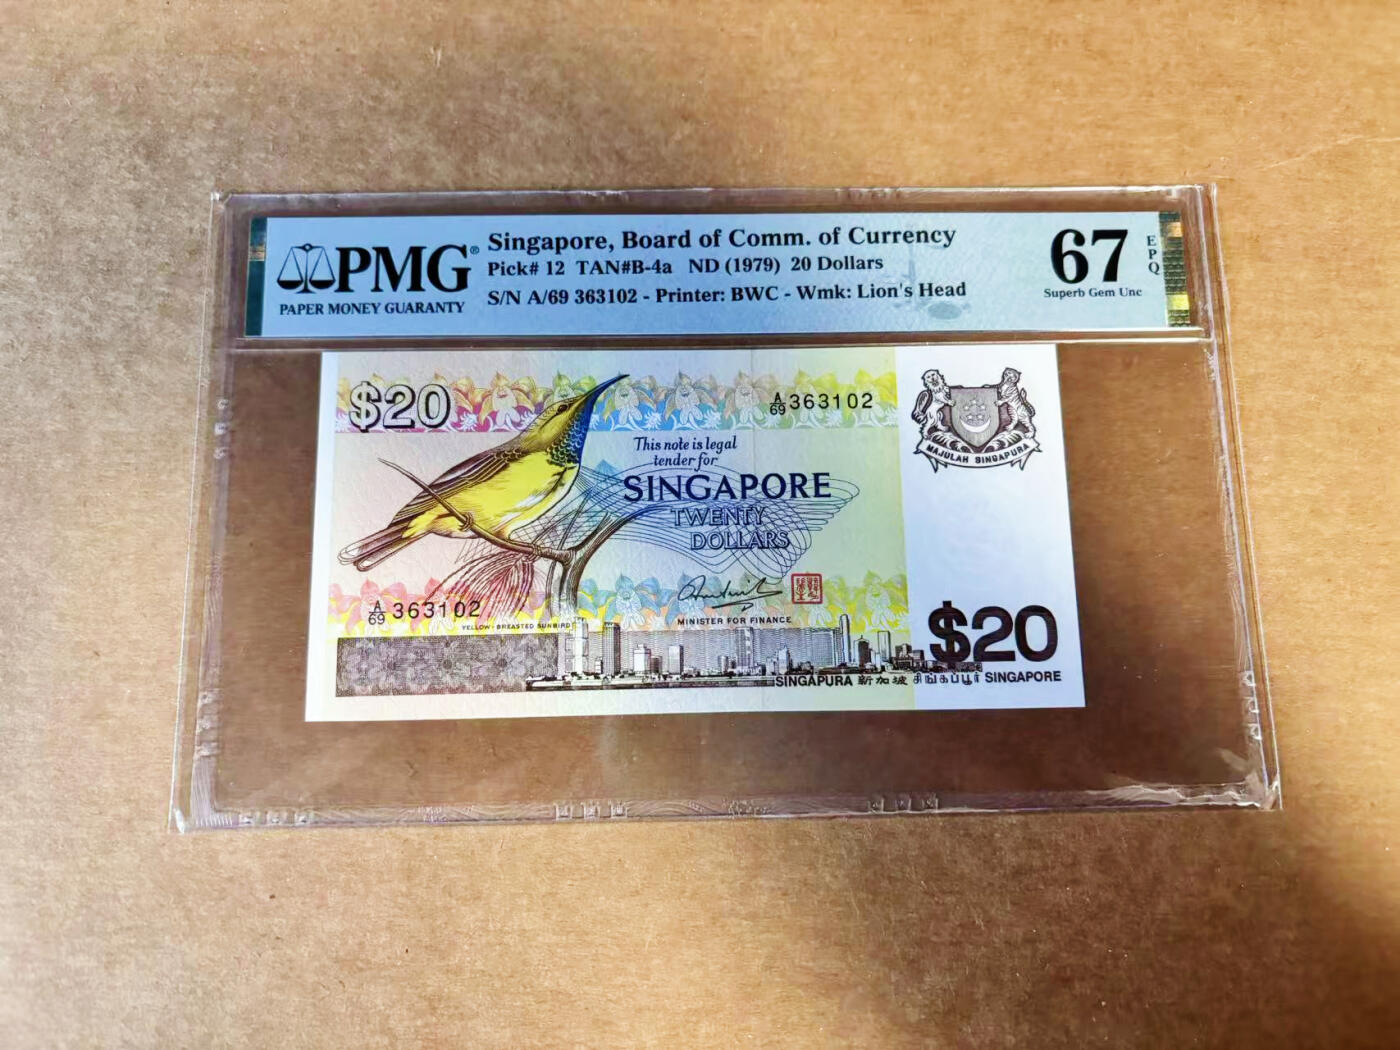 PMG®
PAPER MONEY GUARANTY
Singapore, Board of Comm. of Currency
Pick# 12 TAN#B-4a ND (1979) 20 Dollars
S/N A/69 363102 - Printer: BWC - Wmk: Lion's Head
67
EPQ
Superb Gem Unc
$20
A/69 363102
This note is legal
tender for
SINGAPORE
TWENTY
DOLLARS
MAJULAH SINGAPURA
A/69 363102
YELLOW-BREASTED SUNBIRD
MINISTER FOR FINANCE
$20
SINGAPURA 新加坡 சிங்கப்பூர் SINGAPORE